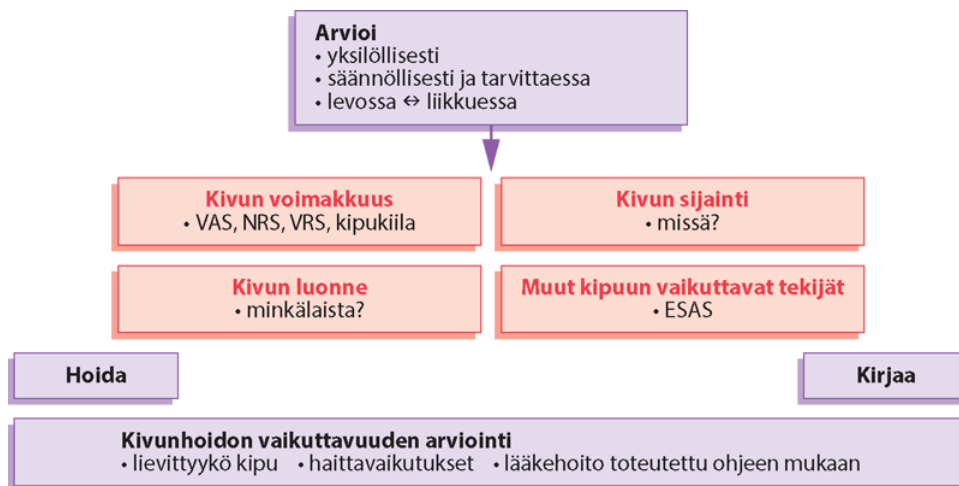 Arvioi
• yksilöllisesti
• säännöllisesti ja tarvittaessa
• levossa ↔ liikkuessa
Kivun voimakkuus
• VAS, NRS, VRS, kipukiila
Kivun sijainti
• missä?
Kivun luonne
• minkälaista?
Muut kipuun vaikuttavat tekijät
• ESAS
Hoida
Kirjaa
Kivunhoidon vaikuttavuuden arviointi
• lievittyykö kipu • haittavaikutukset • lääkehoito toteutettu ohjeen mukaan